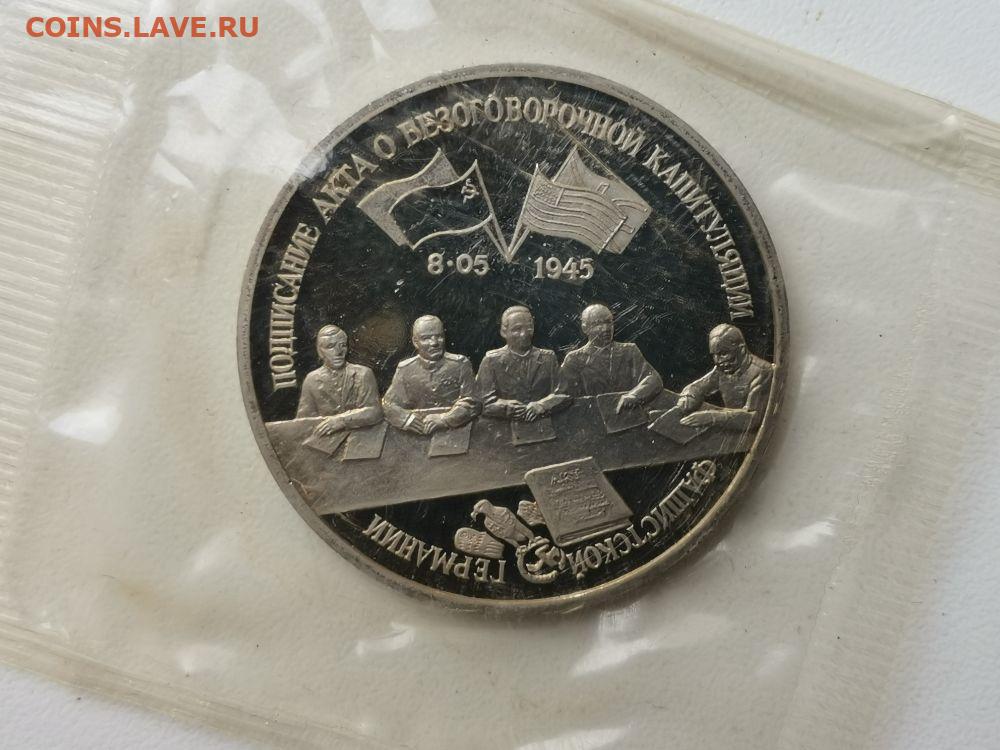 COINS.LAVE.RU
ПОДПИСАНИЕ АКТА О БЕЗОГОВОРОЧНОЙ КАПИТУЛЯЦИИ
8·05 1945
ФАШИСТСКОЙ ГЕРМАНИИ